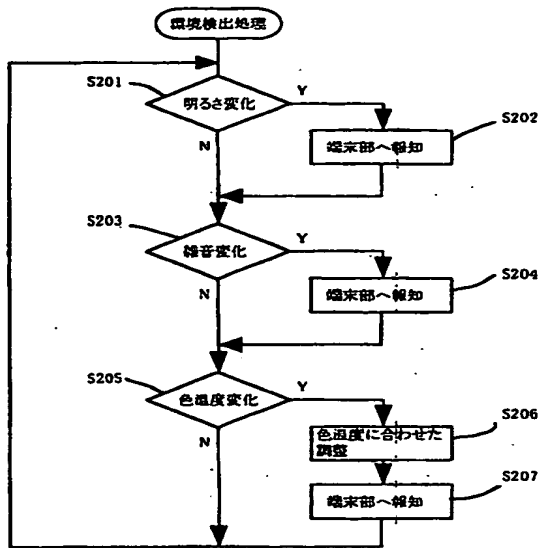 環境検出処理
S201
明るさ変化
Y
N
S202
端末部へ報知
S203
雑音変化
Y
N
S204
端末部へ報知
S205
色温度変化
Y
N
S206
色温度に合わせた
調整
S207
端末部へ報知